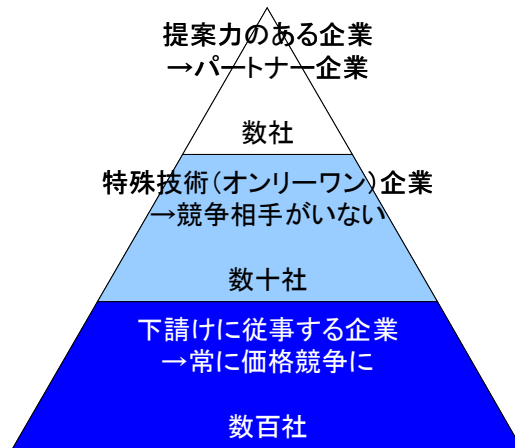 提案力のある企業
→パートナー企業
数社
特殊技術（オンリーワン）企業
→競争相手がいない
数十社
下請けに従事する企業
→常に価格競争に
数百社